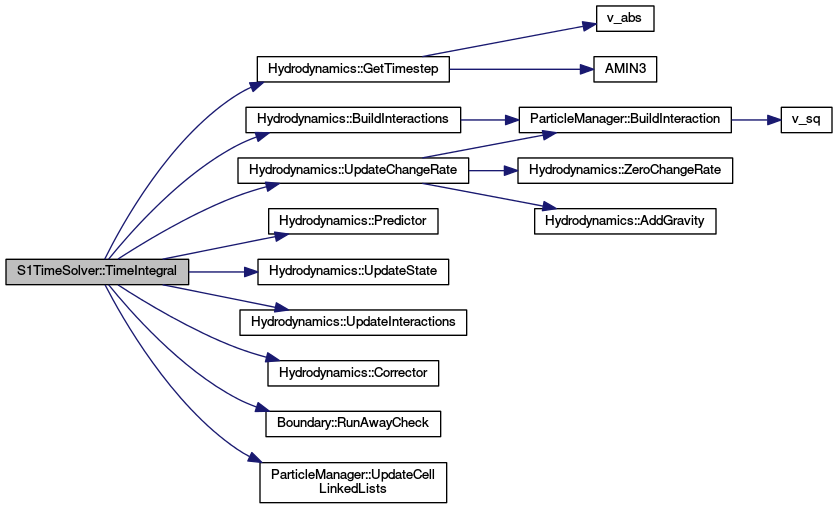 v_abs
Hydrodynamics::GetTimestep
AMIN3
Hydrodynamics::BuildInteractions
ParticleManager::BuildInteraction
v_sq
Hydrodynamics::UpdateChangeRate
Hydrodynamics::ZeroChangeRate
Hydrodynamics::Predictor
Hydrodynamics::AddGravity
S1TimeSolver::TimeIntegral
Hydrodynamics::UpdateState
Hydrodynamics::UpdateInteractions
Hydrodynamics::Corrector
Boundary::RunAwayCheck
ParticleManager::UpdateCell
LinkedLists